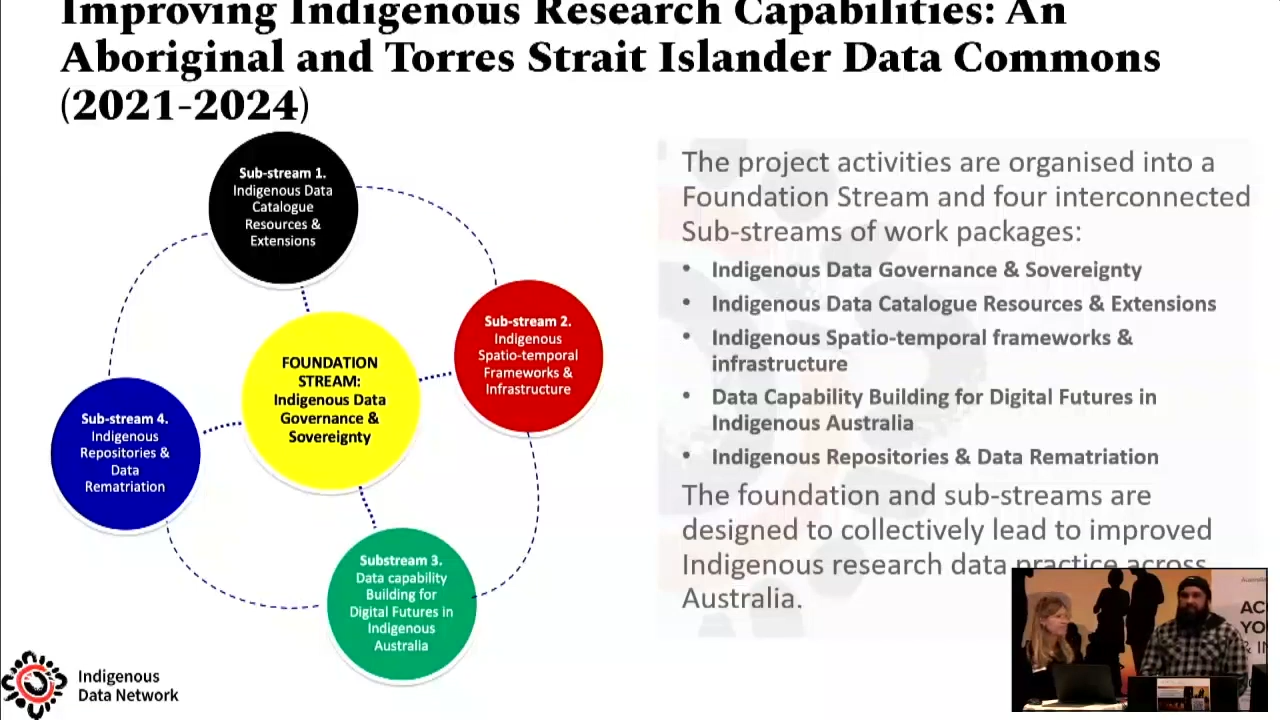 Improving Indigenous Research Capabilities: An
Aboriginal and Torres Strait Islander Data Commons
(2021-2024)
Sub-stream 1.
Indigenous Data
Catalogue
Resources &
Extensions
Sub-stream 2.
Indigenous
Spatio-temporal
Frameworks &
Infrastructure
FOUNDATION
STREAM:
Indigenous Data
Governance &
Sovereignty
Sub-stream 4.
Indigenous
Repositories &
Data
Rematriation
Substream 3.
Data capability
Building for
Digital Futures in
Indigenous
Australia
Indigenous
Data Network
The project activities are organised into a
Foundation Stream and four interconnected
Sub-streams of work packages:
• Indigenous Data Governance & Sovereignty
• Indigenous Data Catalogue Resources & Extensions
• Indigenous Spatio-temporal frameworks &
infrastructure
• Data Capability Building for Digital Futures in
Indigenous Australia
• Indigenous Repositories & Data Rematriation
The foundation and sub-streams are
designed to collectively lead to improved
Indigenous research data practice across
Australia.
AC
YO
& IN